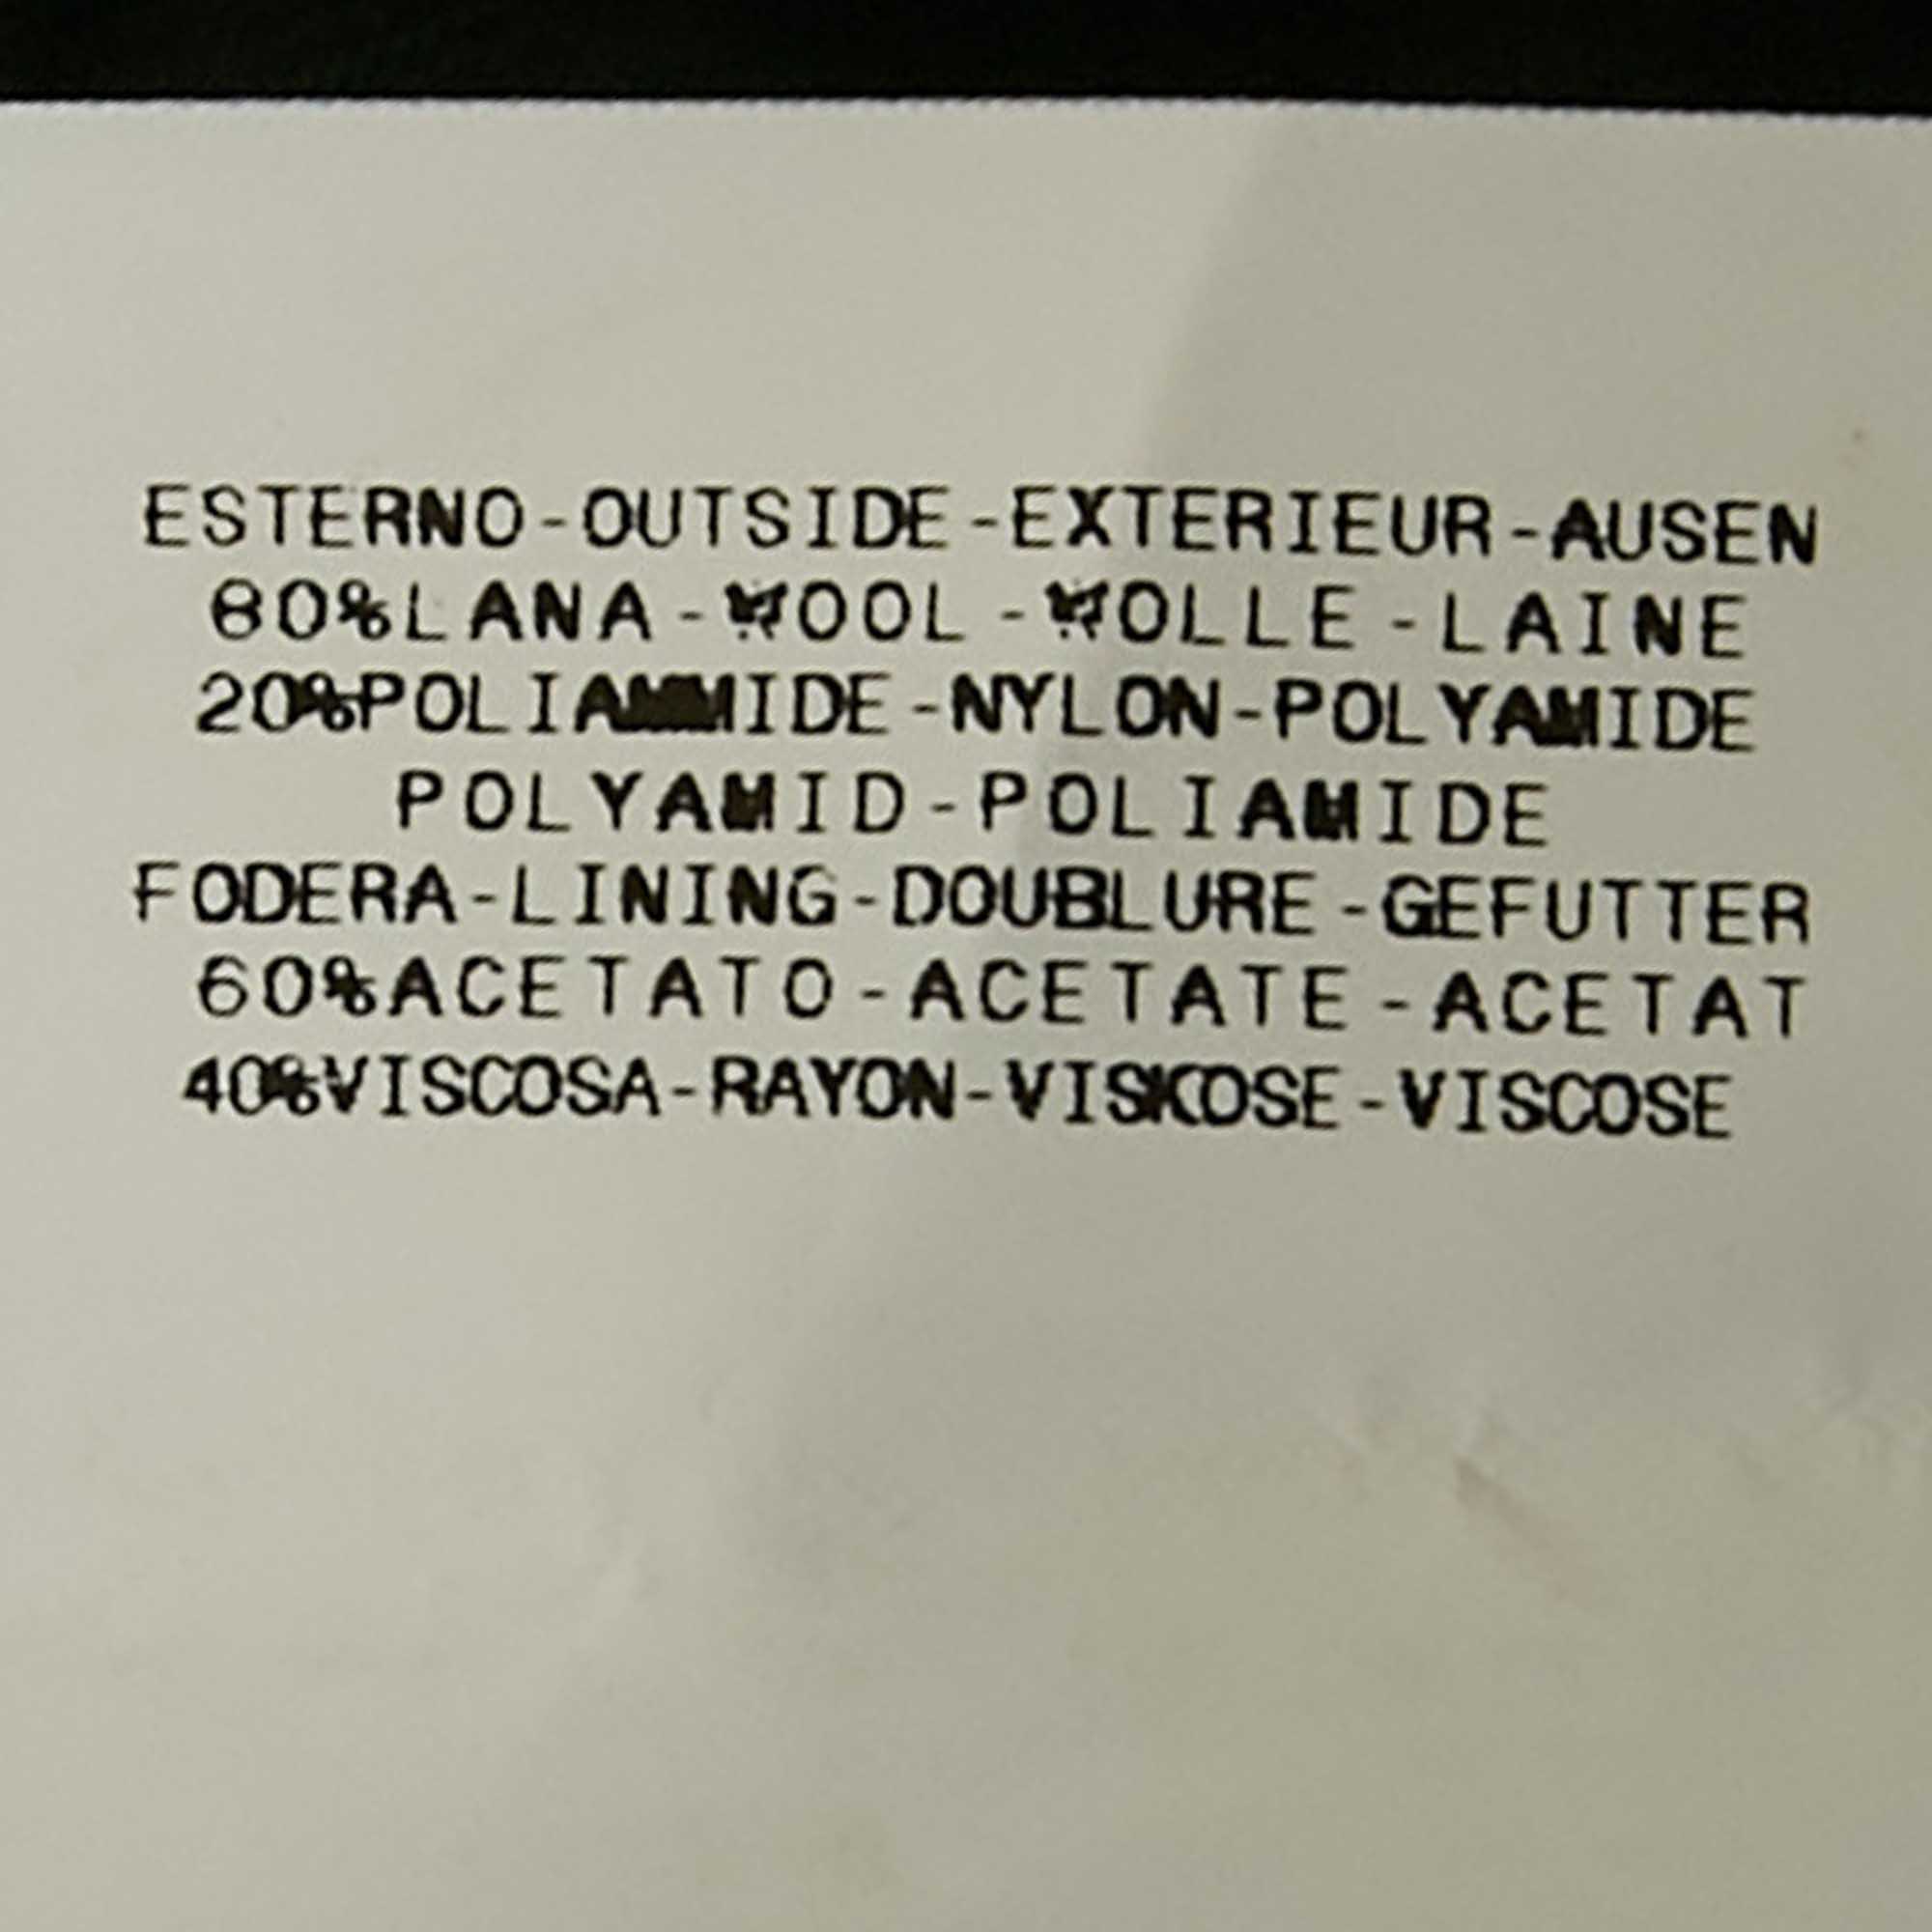 ESTERNO-OUTSIDE-EXTERIEUR-AUSEN
80%LANA-WOOL-WOLLE-LAINE
20%POLIAMMIDE-NYLON-POLYAMIDE
POLYAMID-POLIAMIDE
FODERA-LINING-DOUBLURE-GEFUTTER
60%ACETATO-ACETATE-ACETAT
40%VISCOSA-RAYON-VISKOSE-VISCOSE